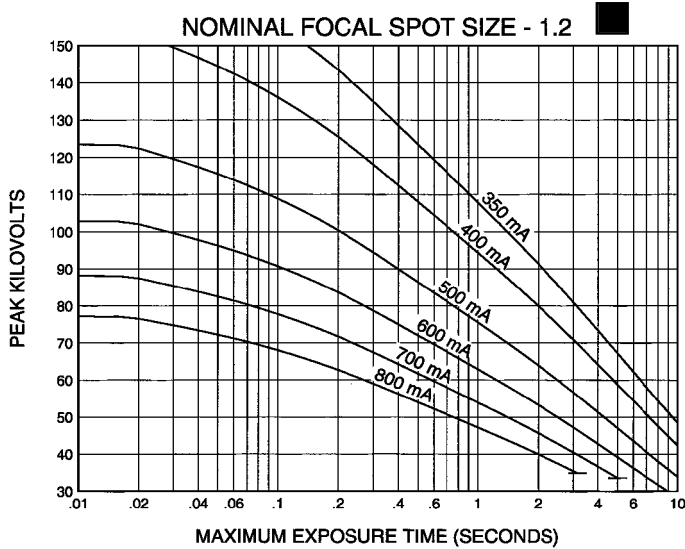 NOMINAL FOCAL SPOT SIZE - 1.2
150
140
130
120
110
100
90
80
70
60
50
40
30
PEAK KILOVOLTS
350 mA
400 mA
500 mA
600 mA
700 mA
800 mA
.01 .02 .04 .06 .1 .2 .4 .6 1 2 4 6 10
MAXIMUM EXPOSURE TIME (SECONDS)